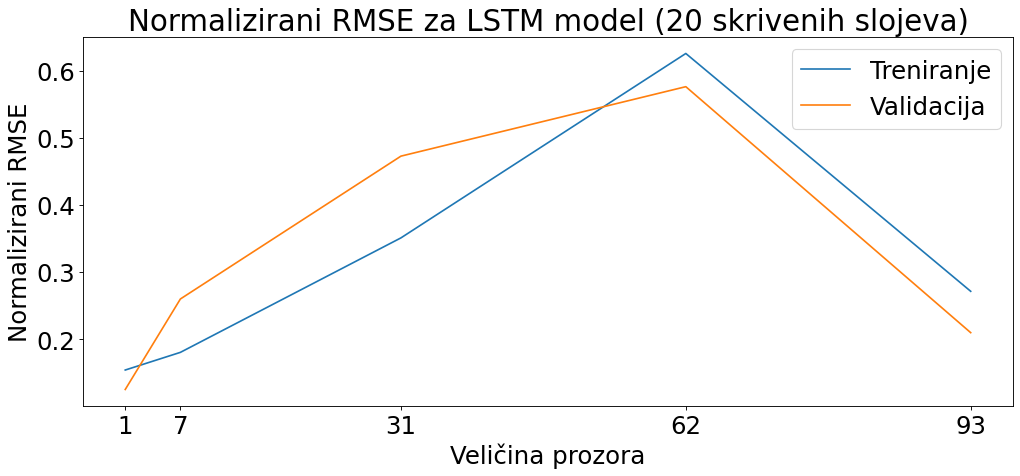 Normalizirani RMSE za LSTM model (20 skrivenih slojeva)
Normalizirani RMSE
0.6
0.5
0.4
0.3
0.2
Treniranje
Validacija
1 7 31 62 93
Veličina prozora